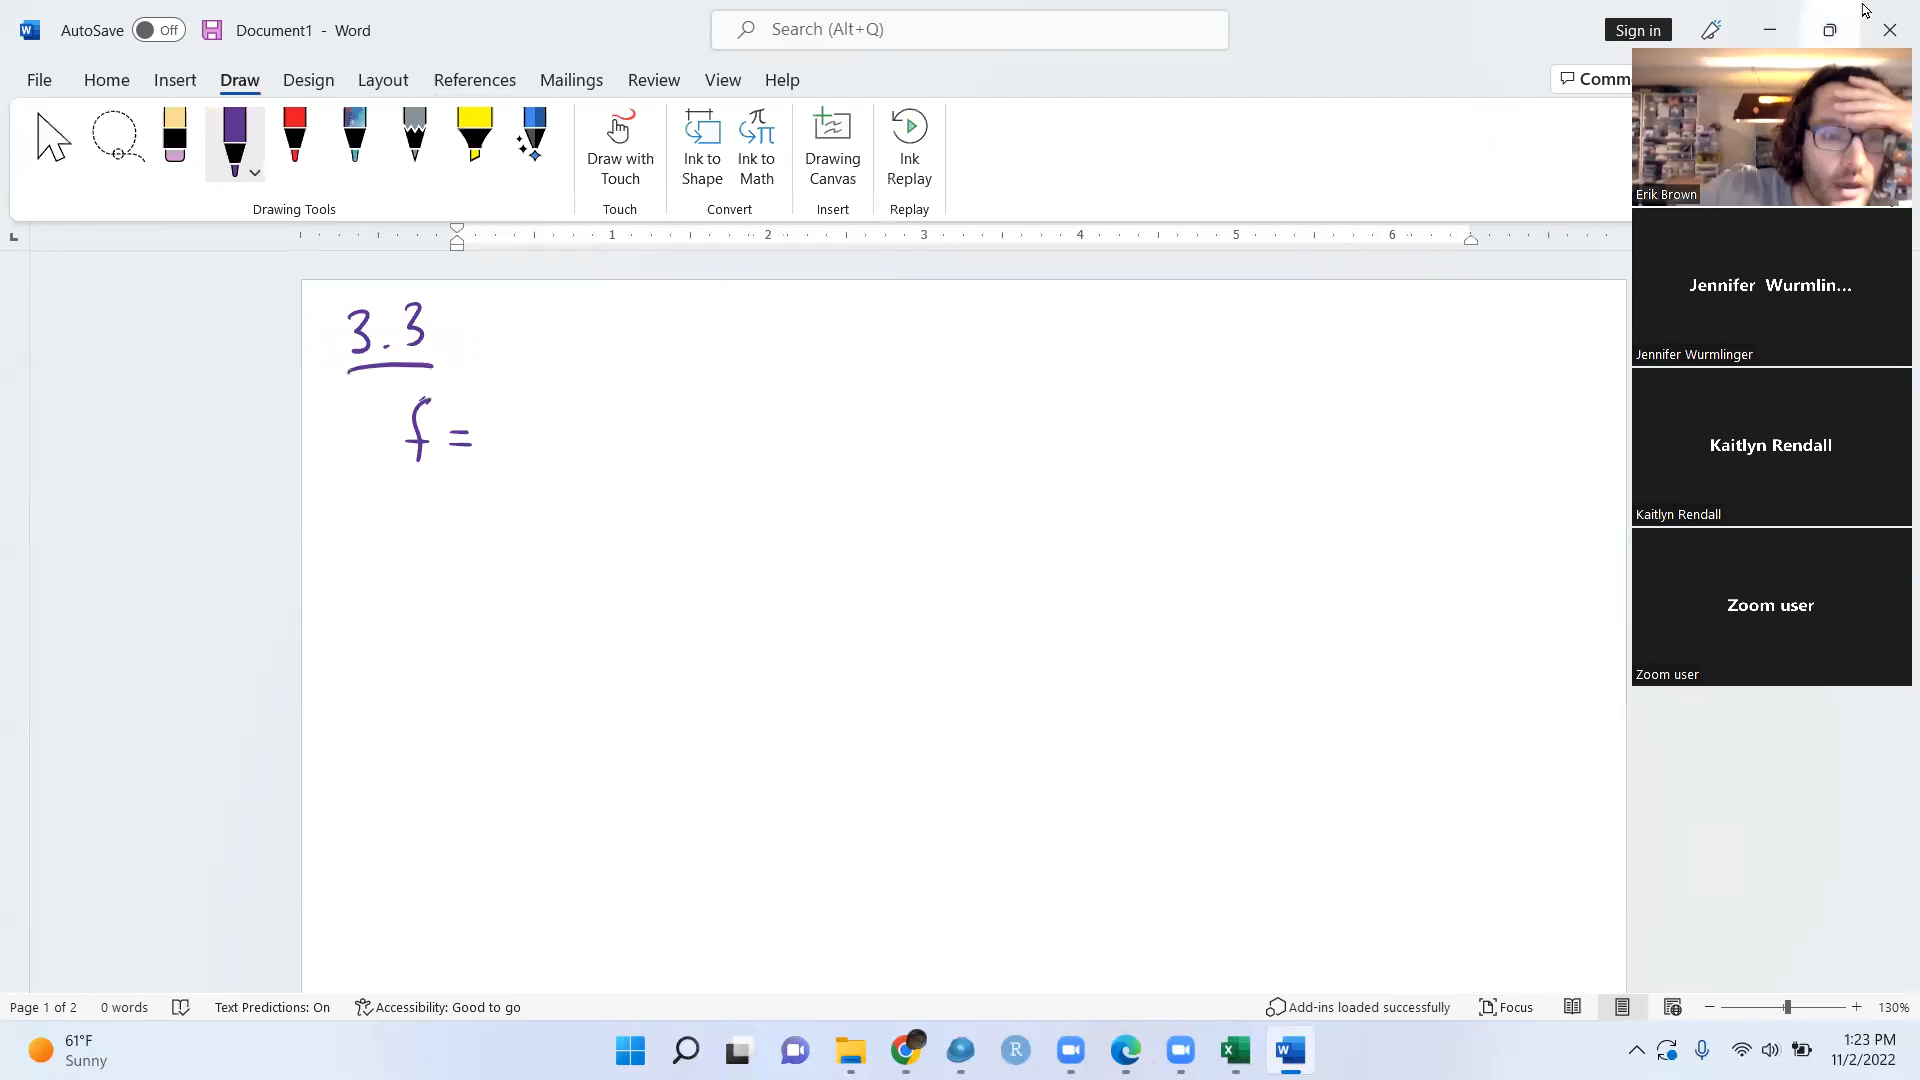 AutoSave Off Document1 - Word Search (Alt+Q) Sign in
File Home Insert Draw Design Layout References Mailings Review View Help Comm
Draw with Touch Ink to Shape Ink to Math Drawing Canvas Ink Replay
Drawing Tools Touch Convert Insert Replay
1 2 3 4 5 6
3.3
f =
Erik Brown
Jennifer Wurmlin...
Jennifer Wurmlinger
Kaitlyn Rendall
Kaitlyn Rendall
Zoom user
Zoom user
Page 1 of 2 0 words Text Predictions: On Accessibility: Good to go Add-ins loaded successfully Focus 130%
61°F
Sunny
1:23 PM
11/2/2022